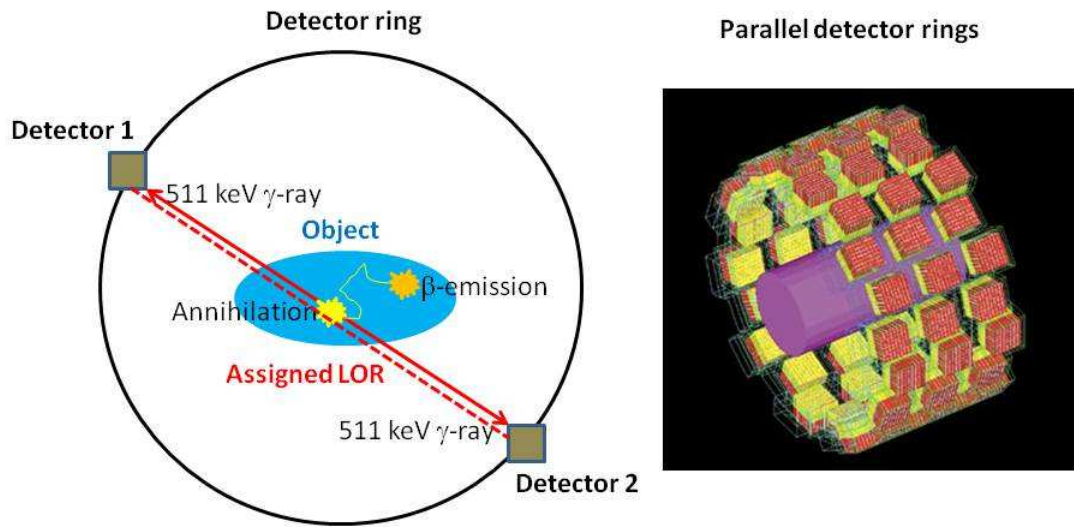 Detector ring
Parallel detector rings
Detector 1
511 keV γ-ray
Object
β-emission
Annihilation
Assigned LOR
511 keV γ-ray
Detector 2